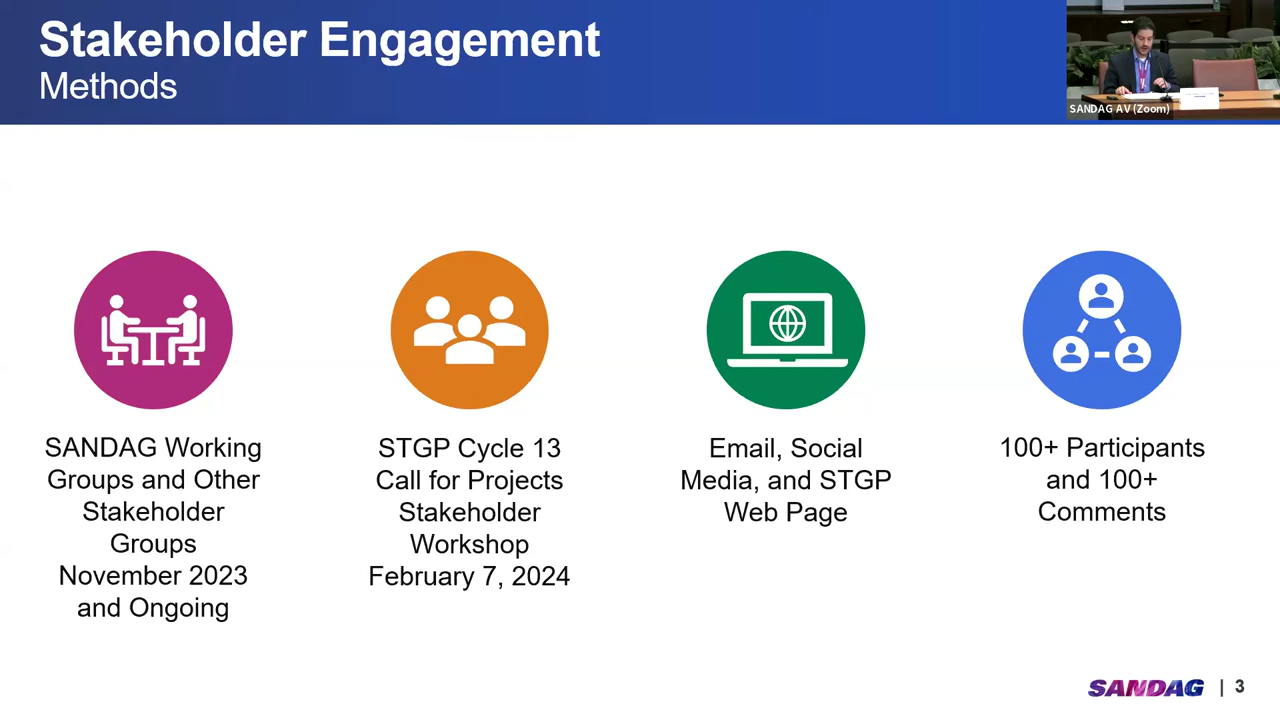 Stakeholder Engagement
Methods
SANDAG AV (Zoom)
SANDAG Working
Groups and Other
Stakeholder
Groups
November 2023
and Ongoing
STGP Cycle 13
Call for Projects
Stakeholder
Workshop
February 7, 2024
Email, Social
Media, and STGP
Web Page
100+ Participants
and 100+
Comments
SANDAG | 3